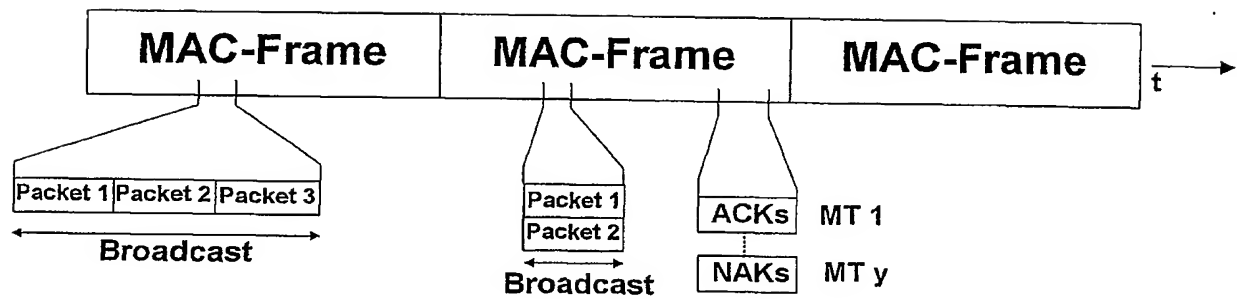 MAC-Frame MAC-Frame MAC-Frame
t
Packet 1 Packet 2 Packet 3
Broadcast
Packet 1
Packet 2
Broadcast
ACKs MT 1
NAKs MT y